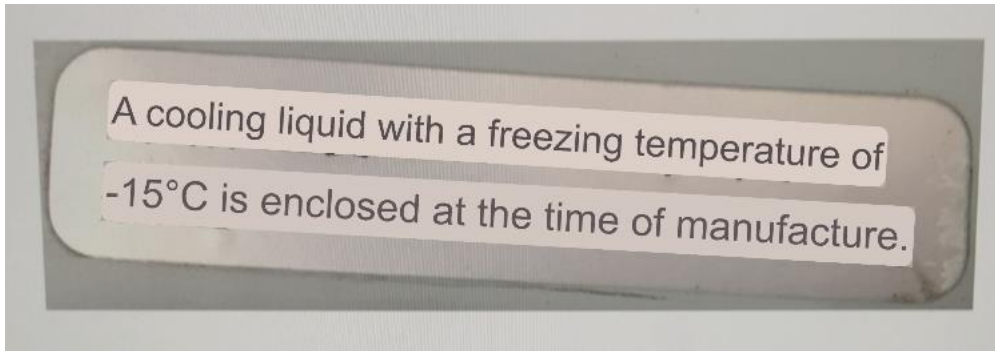 A cooling liquid with a freezing temperature of
-15°C is enclosed at the time of manufacture.